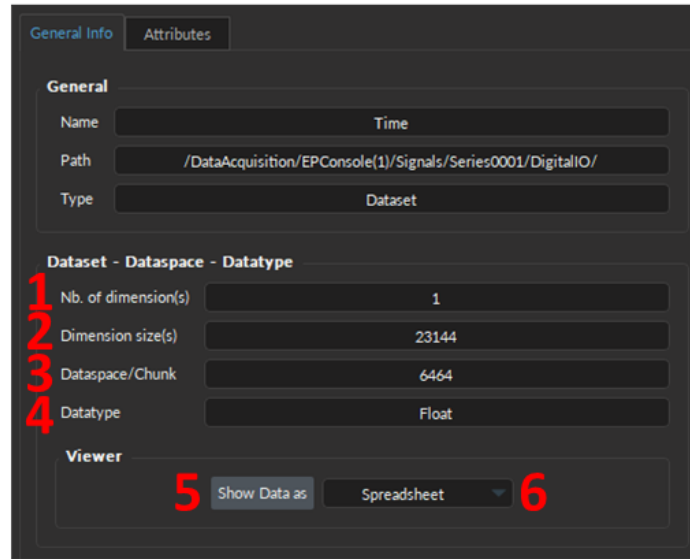 General Info Attributes
General
Name Time
Path /DataAcquisition/EPConsole(1)/Signals/Series0001/DigitalIO/
Type Dataset
Dataset - Dataspace - Datatype
1 Nb. of dimension(s) 1
2 Dimension size(s) 23144
3 Dataspace/Chunk 6464
4 Datatype Float
Viewer
5 Show Data as Spreadsheet 6